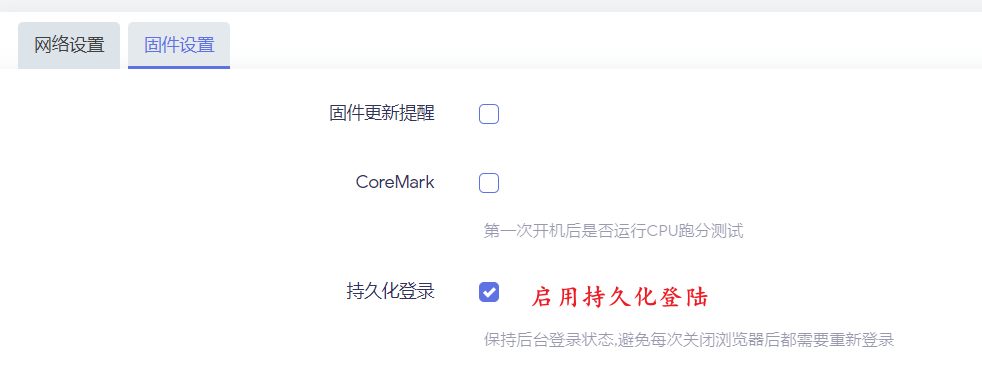 网络设置 固件设置
固件更新提醒
CoreMark
第一次开机后是否运行CPU跑分测试
持久化登录 启用持久化登陆
保持后台登录状态,避免每次关闭浏览器后都需要重新登录